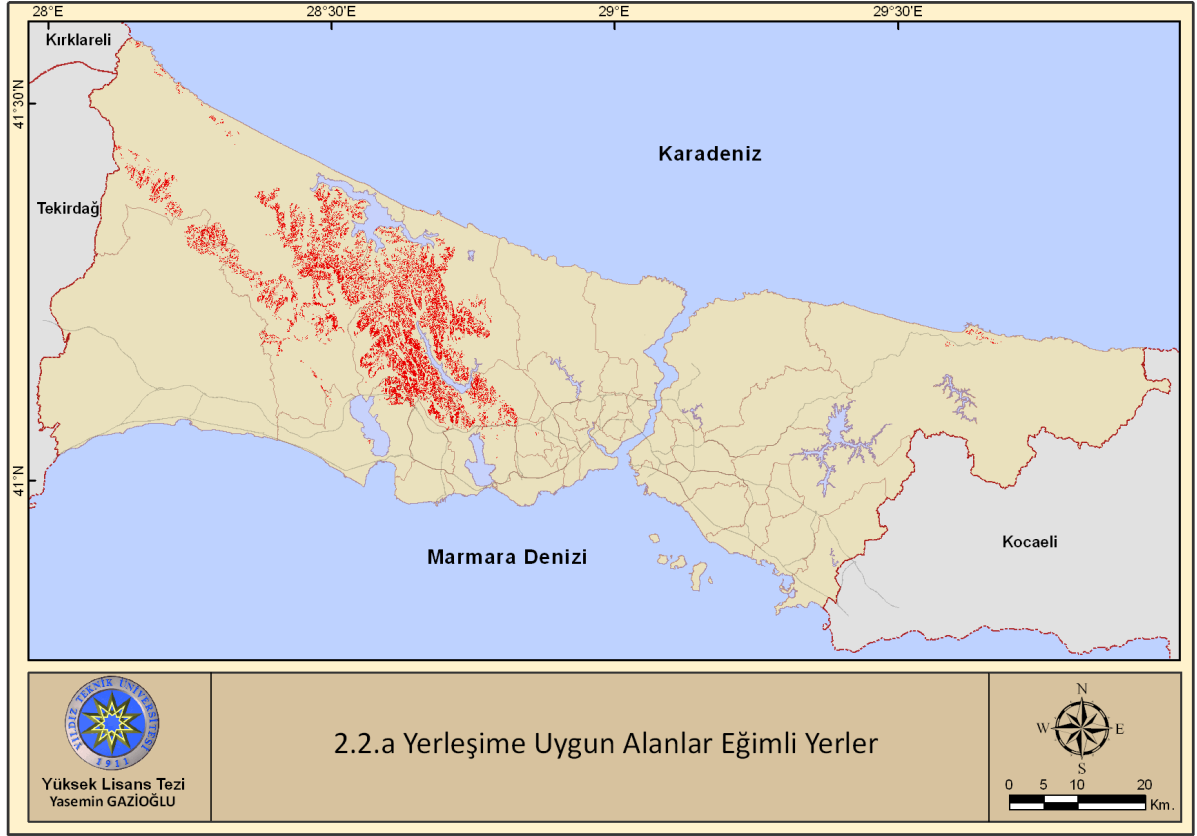 28°E 28°30'E 29°E 29°30'E
Kırklareli
41°30'N
Karadeniz
Tekirdağ
41°N
Marmara Denizi
Kocaeli
YILDIZ TEKNİK ÜNİVERSİTESİ
1911
Yüksek Lisans Tezi
Yasemin GAZİOĞLU
2.2.a Yerleşime Uygun Alanlar Eğimli Yerler
N
W E
S
0 5 10 20
Km.